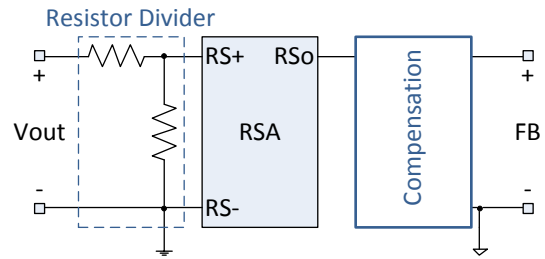 Resistor Divider
RS+
RSo
+
+
Vout
RSA
Compensation
FB
-
RS-
-